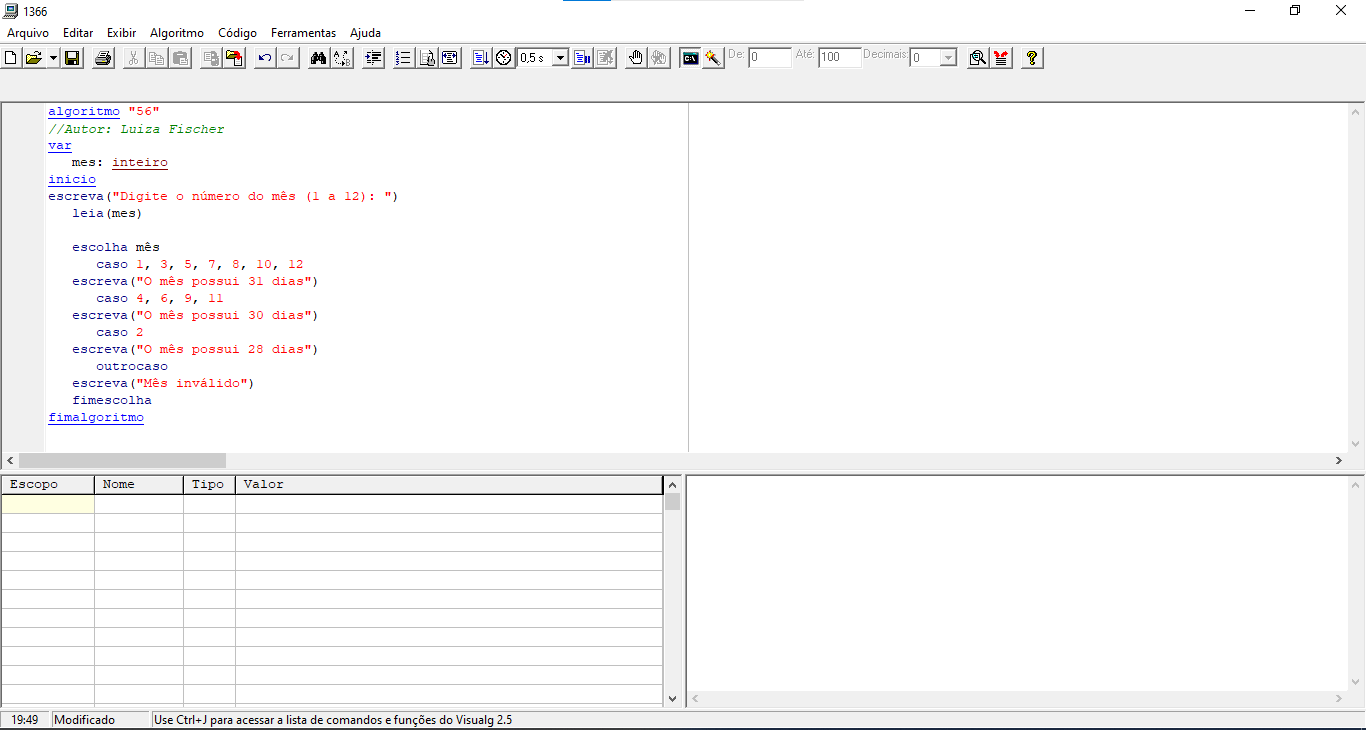 1366
Arquivo Editar Exibir Algoritmo Código Ferramentas Ajuda
0,5 s De: 0 Até: 100 Decimais: 0
algoritmo "56"
//Autor: Luiza Fischer
var
mes: inteiro
inicio
escreva("Digite o número do mês (1 a 12): ")
leia(mes)
escolha mês
caso 1, 3, 5, 7, 8, 10, 12
escreva("O mês possui 31 dias")
caso 4, 6, 9, 11
escreva("O mês possui 30 dias")
caso 2
escreva("O mês possui 28 dias")
outrocaso
escreva("Mês inválido")
fimescolha
fimalgoritmo
Escopo Nome Tipo Valor
19:49 Modificado Use Ctrl+J para acessar a lista de comandos e funções do Visualg 2.5